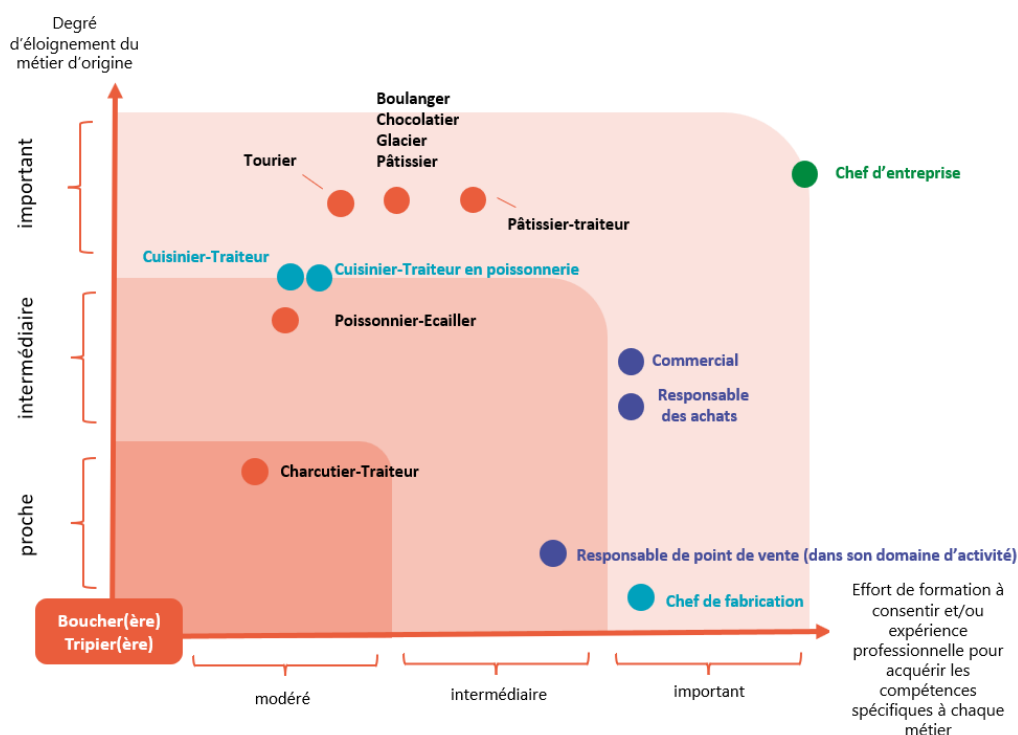 Degré
d'éloignement du
métier d'origine
Boulanger
Chocolatier
Glacier
Pâtissier
Tourier
Chef d'entreprise
Pâtissier-traiteur
important
Cuisinier-Traiteur
Cuisinier-Traiteur en poissonnerie
Poissonnier-Ecailler
intermédiaire
Commercial
Responsable
des achats
Charcutier-Traiteur
proche
Responsable de point de vente (dans son domaine d'activité)
Chef de fabrication
Boucher(ère)
Tripier(ère)
Effort de formation à
consentir et/ou
expérience
professionnelle pour
acquérir les
compétences
spécifiques à chaque
métier
modéré
intermédiaire
important